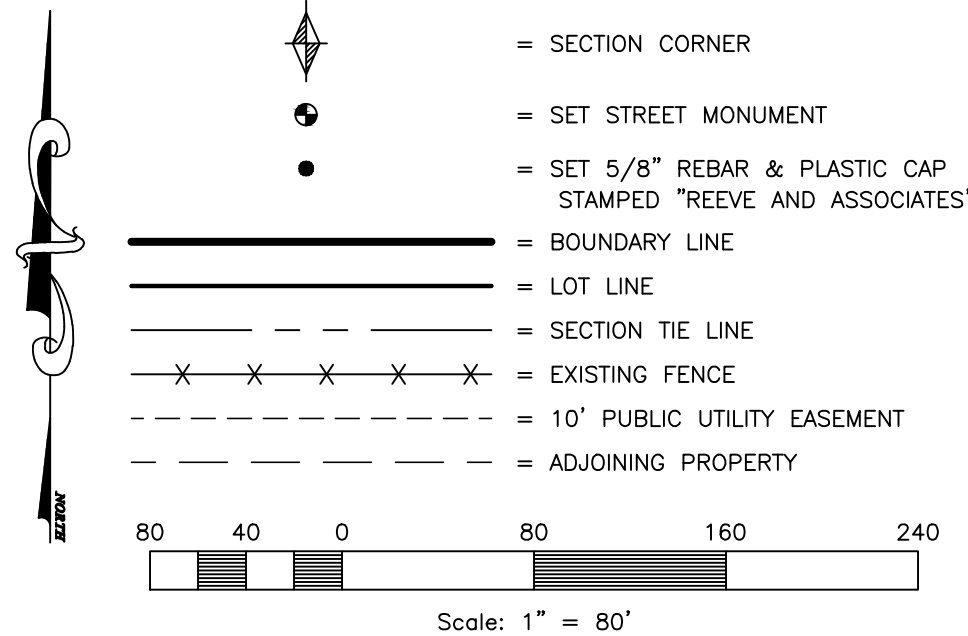 = SECTION CORNER
= SET STREET MONUMENT
= SET 5/8" REBAR & PLASTIC CAP
STAMPED "REEVE AND ASSOCIATES"
= BOUNDARY LINE
= LOT LINE
= SECTION TIE LINE
= EXISTING FENCE
= 10' PUBLIC UTILITY EASEMENT
= ADJOINING PROPERTY
NORTH
80 40 0 80 160 240
Scale: 1" = 80'